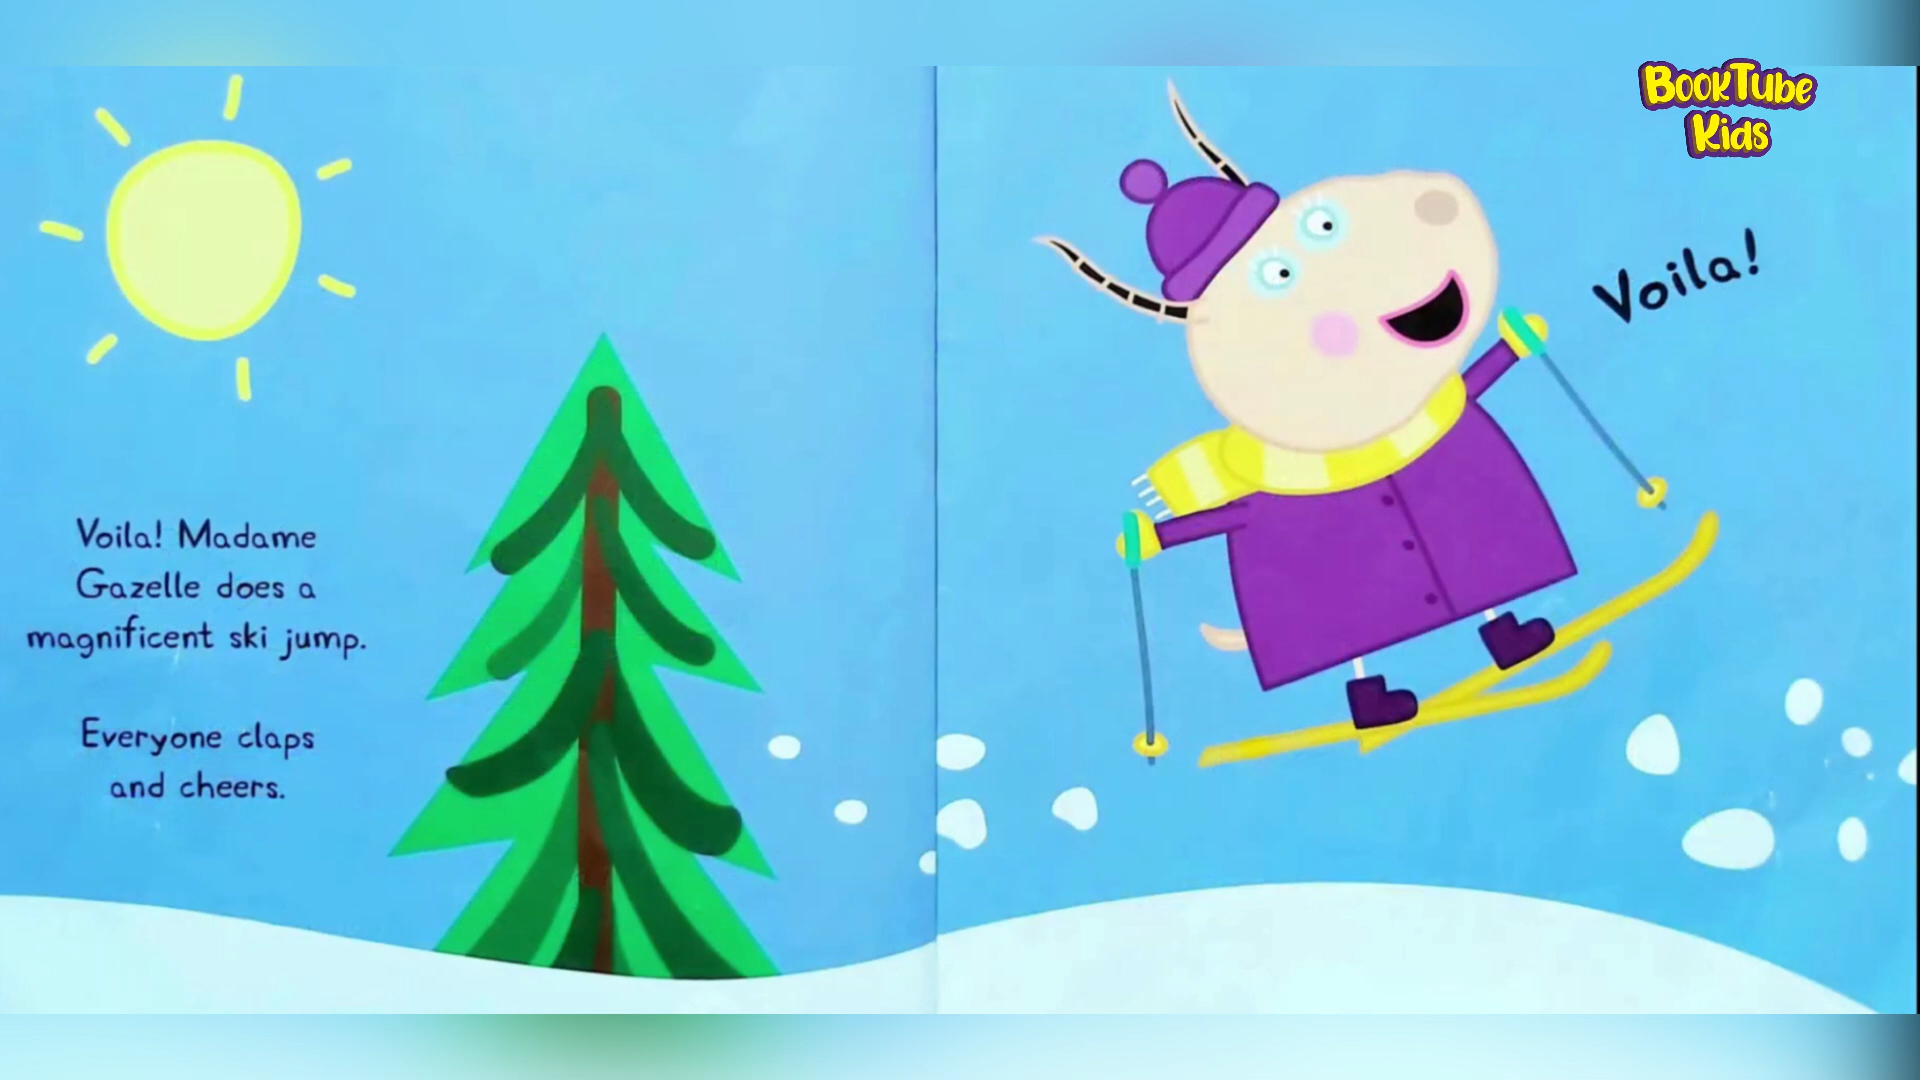 BookTube
Kids
Voila!
Voila! Madame
Gazelle does a
magnificent ski jump.
Everyone claps
and cheers.